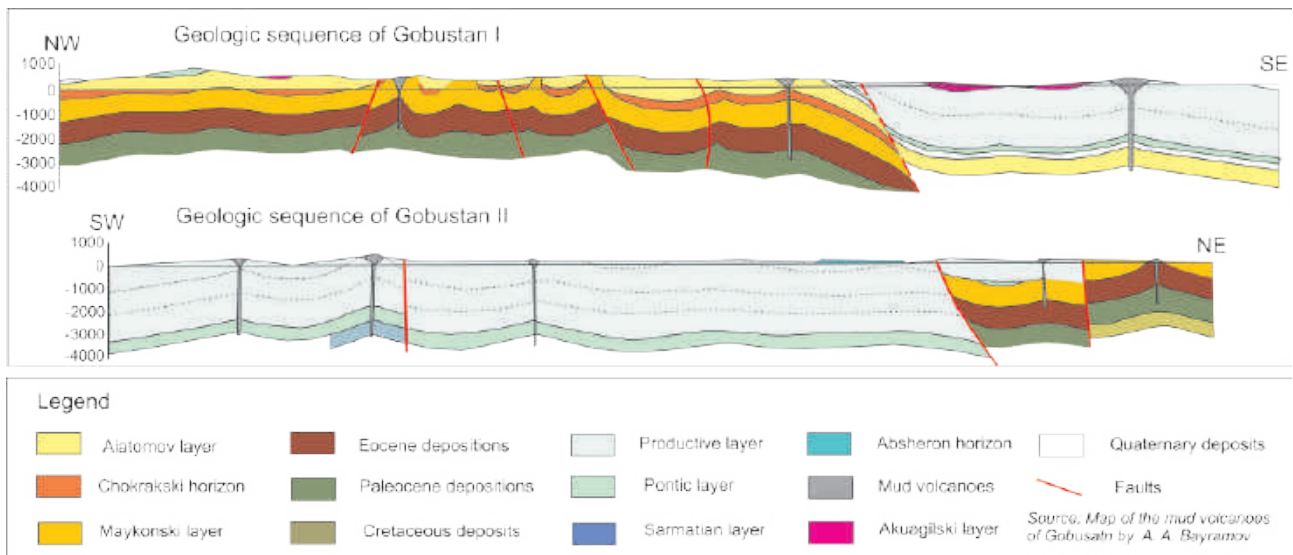 Geologic sequence of Gobustan I
NW
SE
1000
0
-1000
-2000
-3000
-4000
Geologic sequence of Gobustan II
SW
NE
1000
0
-1000
-2000
-3000
-4000
Legend
Aiatomov layer
Eocene depositions
Productive layer
Absheron horizon
Quaternary deposits
Chokrakski horizon
Paleocene depositions
Pontic layer
Mud volcanoes
Faults
Maykonski layer
Cretaceous deposits
Sarmatian layer
Akuagilski layer
Source: Map of the mud volcanoes
of Gobusatn by A. A. Bayramov